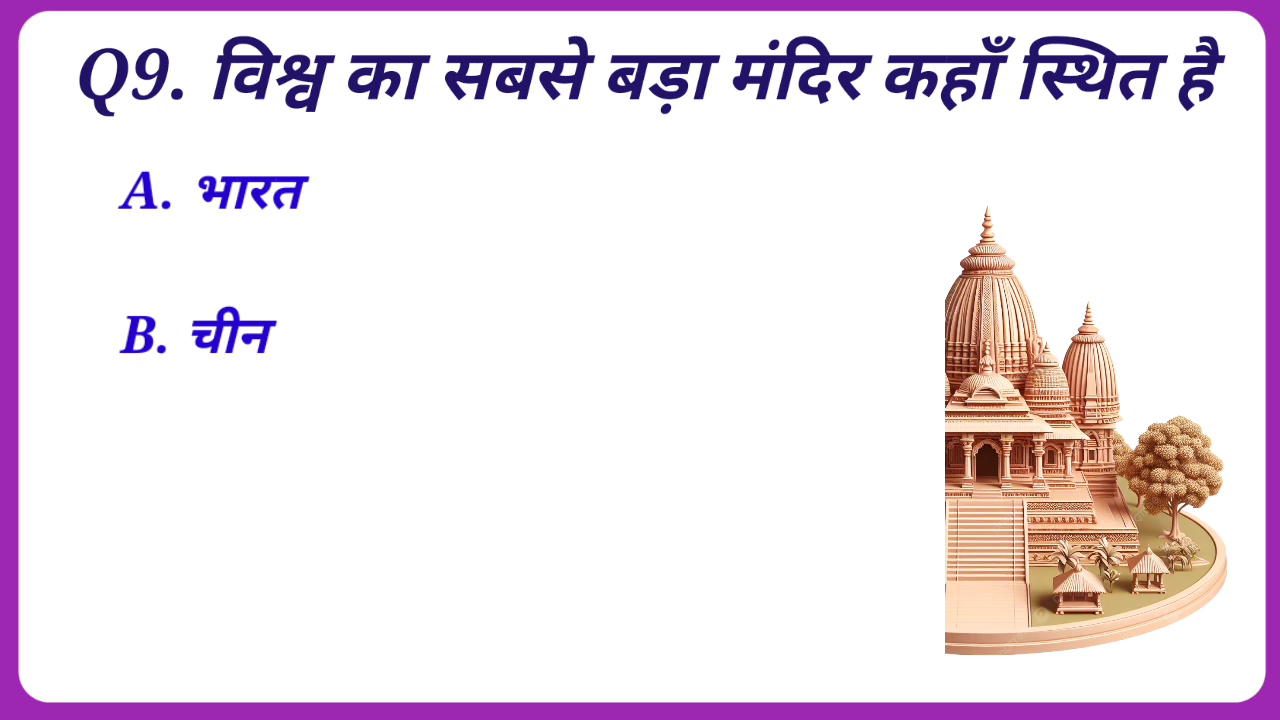 Q9. विश्व का सबसे बड़ा मंदिर कहाँ स्थित है
A. भारत
B. चीन